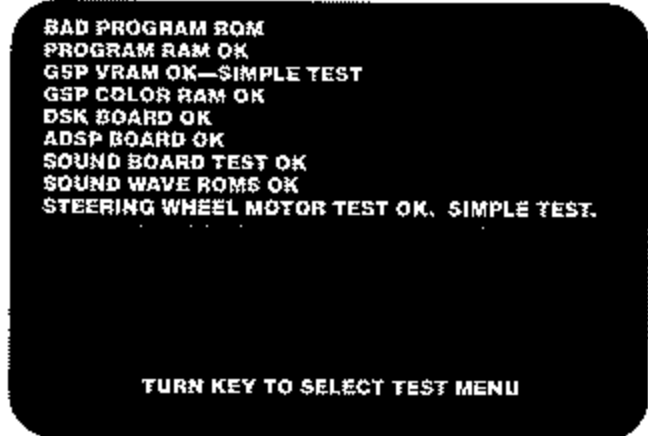 BAD PROGRAM ROM
PROGRAM RAM OK
GSP VRAM OK—SIMPLE TEST
GSP COLOR RAM OK
DSK BOARD OK
ADSP BOARD OK
SOUND BOARD TEST OK
SOUND WAVE ROMS OK
STEERING WHEEL MOTOR TEST OK. SIMPLE TEST.
TURN KEY TO SELECT TEST MENU